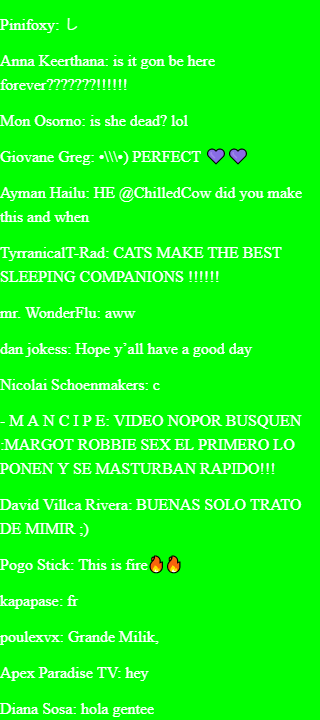 Pinifoxy: し
Anna Keerthana: is it gon be here
forever???????!!!!!!
Mon Osorno: is she dead? lol
Giovane Greg: •\\\•) PERFECT 💜💜
Ayman Hailu: HE @ChilledCow did you make
this and when
TyrranicalT-Rad: CATS MAKE THE BEST
SLEEPING COMPANIONS !!!!!!
mr. WonderFlu: aww
dan jokess: Hope y`all have a good day
Nicolai Schoenmakers: c
- M A N C I P E: VIDEO NOPOR BUSQUEN
:MARGOT ROBBIE SEX EL PRIMERO LO
PONEN Y SE MASTURBAN RAPIDO!!!
David Villca Rivera: BUENAS SOLO TRATO
DE MIMIR ;)
Pogo Stick: This is fire🔥🔥
kapapase: fr
poulexvx: Grande Milik,
Apex Paradise TV: hey
Diana Sosa: hola gentee